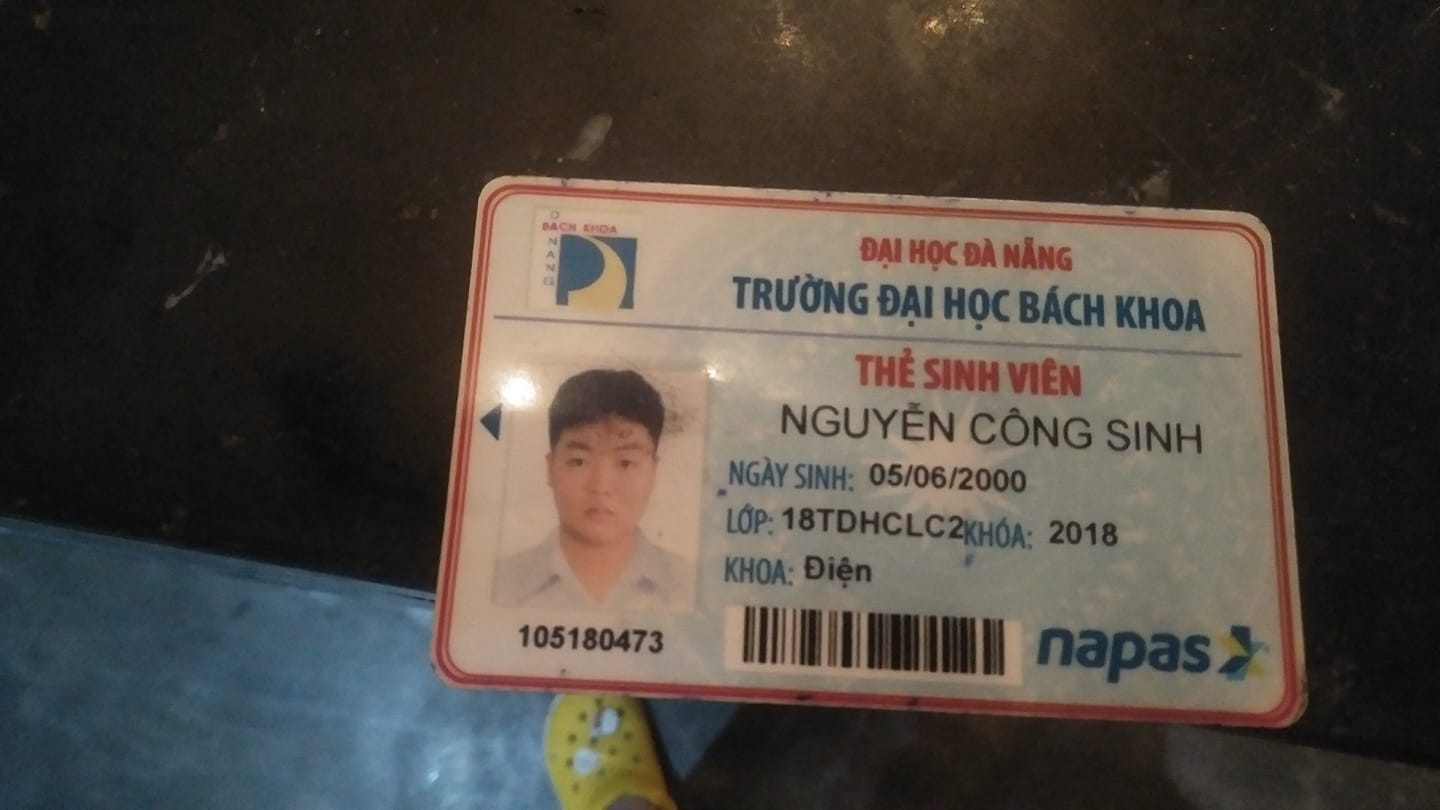 ĐÀ NẴNG
BÁCH KHOA
ĐẠI HỌC ĐÀ NẴNG
TRƯỜNG ĐẠI HỌC BÁCH KHOA
THẺ SINH VIÊN
NGUYỄN CÔNG SINH
NGÀY SINH: 05/06/2000
LỚP: 18TDHCLC2 KHÓA: 2018
KHOA: Điện
105180473
napas